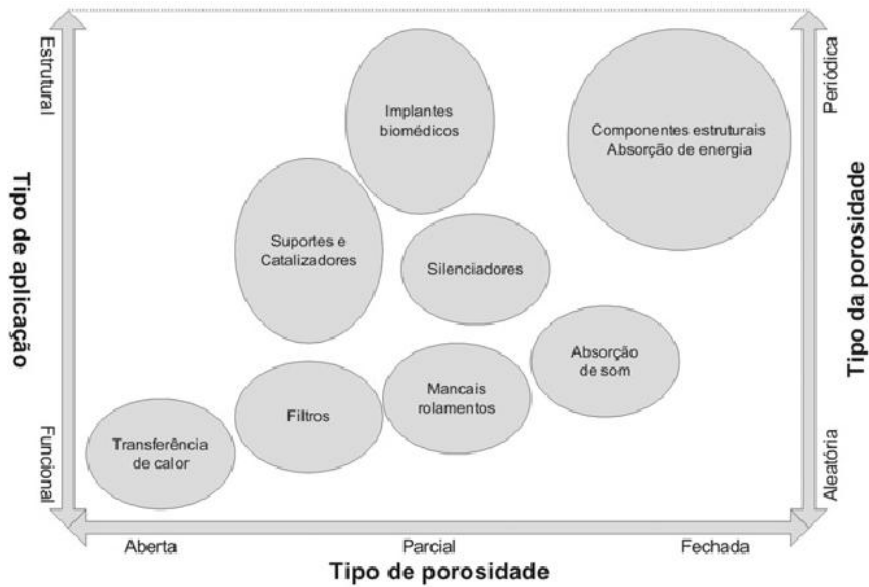 Estrutural
Periódica
Implantes
biomédicos
Componentes estruturais
Absorção de energia
Tipo de aplicação
Tipo da porosidade
Suportes e
Catalizadores
Silenciadores
Absorção
de som
Mancais
rolamentos
Filtros
Transferência
de calor
Funcional
Aleatória
Aberta
Parcial
Fechada
Tipo de porosidade